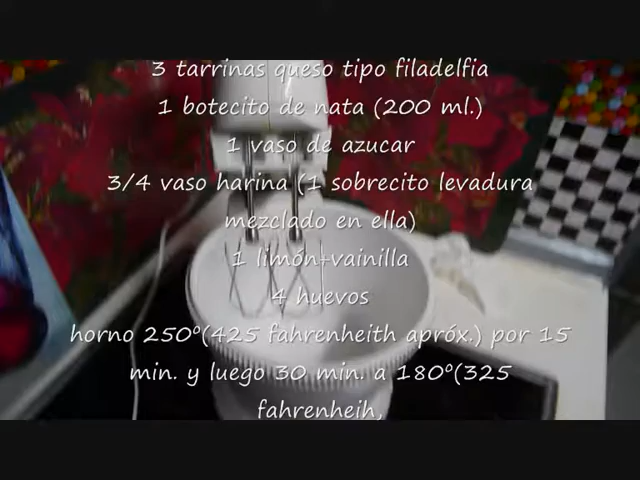 3 tarrinas queso tipo filadelfia
1 botecito de nata (200 ml.)
1 vaso de azucar
3/4 vaso harina (1 sobrecito levadura
mezclado en ella)
1 limón+vainilla
4 huevos
horno 250º(425 fahrenheith apróx.) por 15
min. y luego 30 min. a 180º(325
fahrenheih,